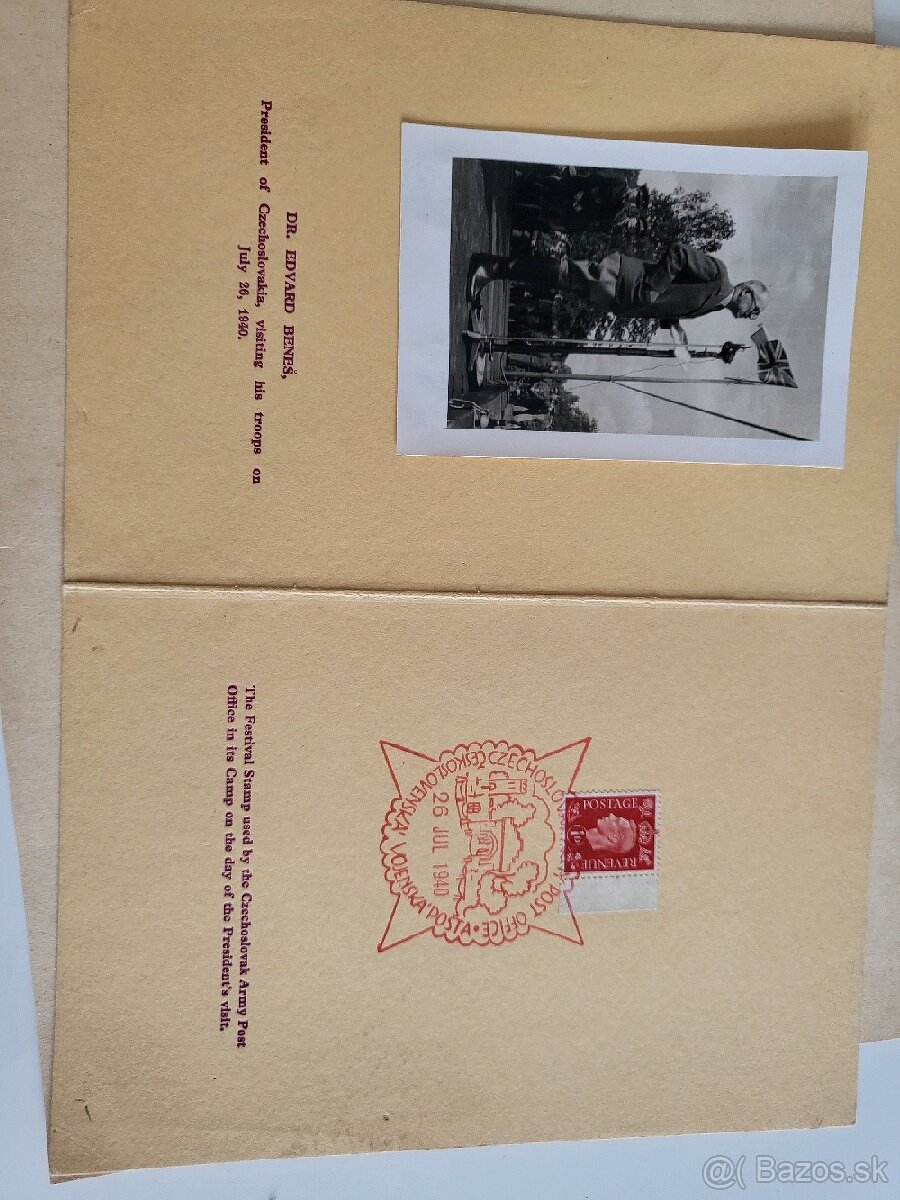 DR. EDVARD BENEŠ,
President of Czechoslovakia, visiting his troops on
July 26, 1940.
POSTAGE
1D
REVENUE
POST OFFICE
ČESKOSLOVENSKÁ VOJENSKÁ POŠTA
26 JUL 1940
The Festival Stamp used by the Czechoslovak Army Post
Office in its Camp on the day of the President's visit.
@( Bazos.sk